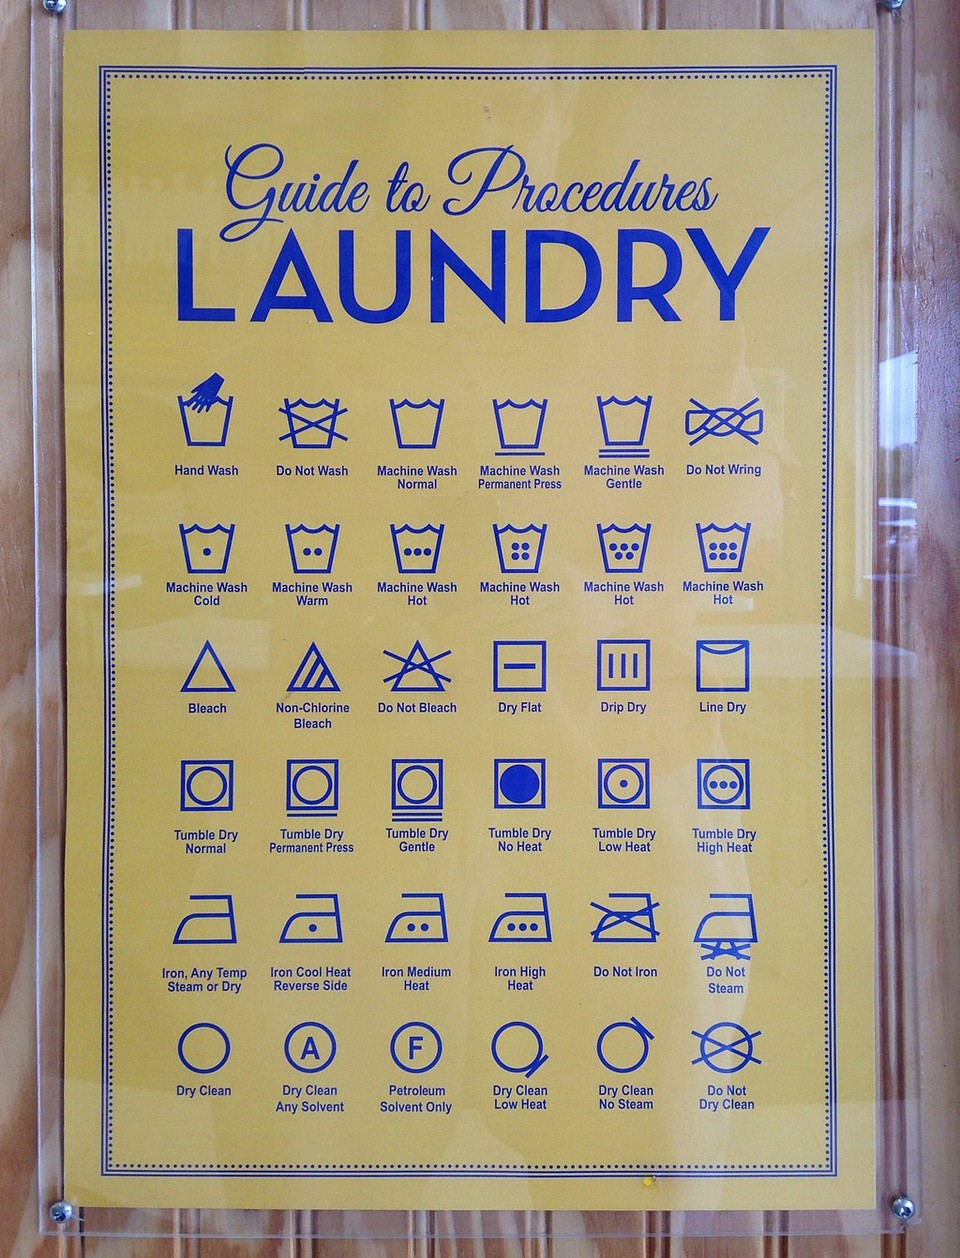 Guide to Procedures
LAUNDRY
Hand Wash
Do Not Wash
Machine Wash
Normal
Machine Wash
Permanent Press
Machine Wash
Gentle
Do Not Wring
Machine Wash
Cold
Machine Wash
Warm
Machine Wash
Hot
Machine Wash
Hot
Machine Wash
Hot
Machine Wash
Hot
Bleach
Non-Chlorine
Bleach
Do Not Bleach
Dry Flat
Drip Dry
Line Dry
Tumble Dry
Normal
Tumble Dry
Permanent Press
Tumble Dry
Gentle
Tumble Dry
No Heat
Tumble Dry
Low Heat
Tumble Dry
High Heat
Iron, Any Temp
Steam or Dry
Iron Cool Heat
Reverse Side
Iron Medium
Heat
Iron High
Heat
Do Not Iron
Do Not
Steam
A
F
Dry Clean
Dry Clean
Any Solvent
Petroleum
Solvent Only
Dry Clean
Low Heat
Dry Clean
No Steam
Do Not
Dry Clean